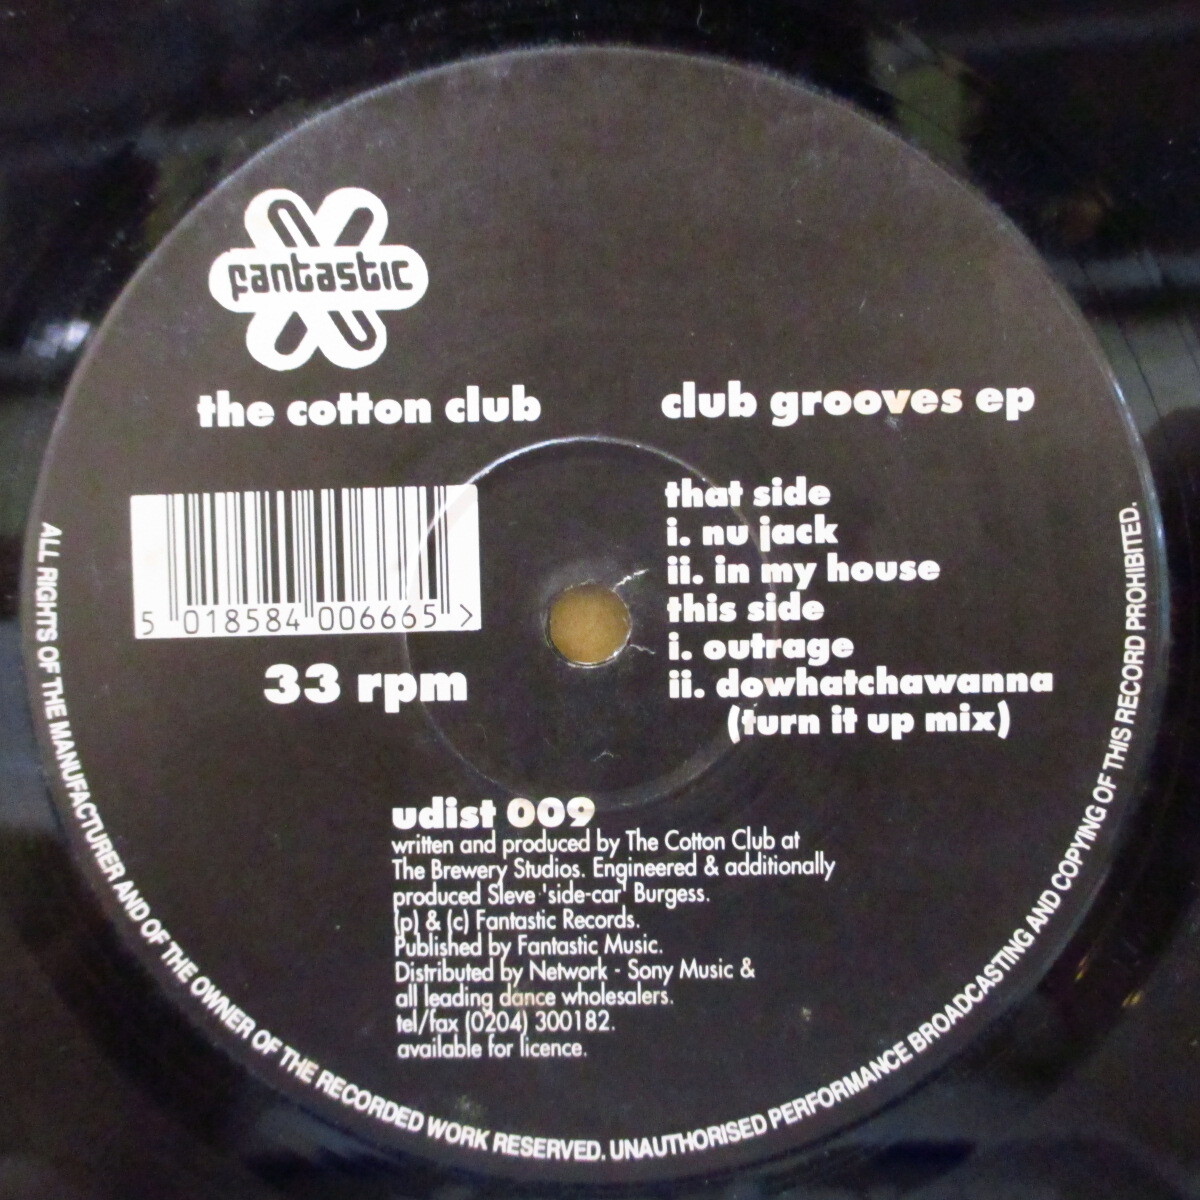 fantastic
the cotton club
club grooves ep
5 018584 006665 >
33 rpm
that side
i. nu jack
ii. in my house
this side
i. outrage
ii. dowhatchawanna
(turn it up mix)
udist 009
written and produced by The Cotton Club at
The Brewery Studios. Engineered & additionally
produced Sleve 'side-car' Burgess.
(p) & (c) Fantastic Records.
Published by Fantastic Music.
Distributed by Network - Sony Music &
all leading dance wholesalers.
tel/fax (0204) 300182.
available for licence.
ALL RIGHTS OF THE MANUFACTURER AND OF THE OWNER OF THE RECORDED WORK RESERVED. UNAUTHORISED PERFORMANCE BROADCASTING AND COPYING OF THIS RECORD PROHIBITED.